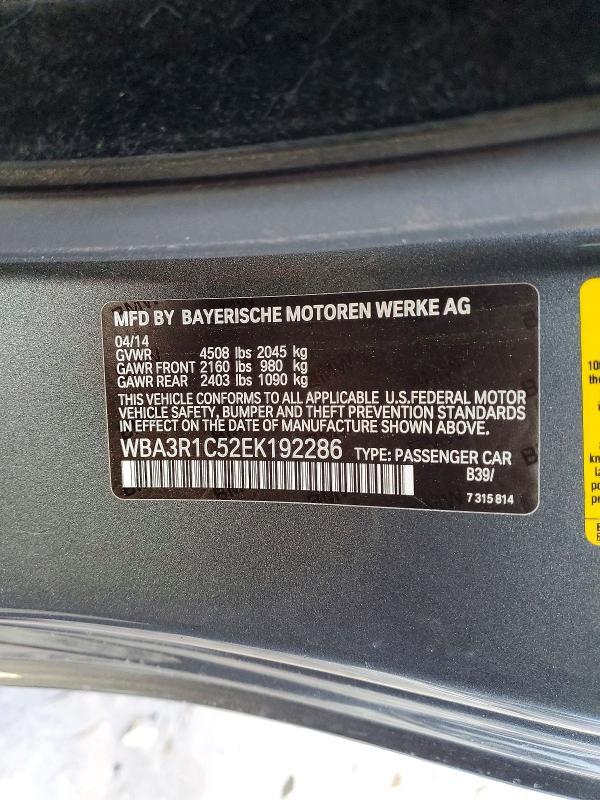 MFD BY BAYERISCHE MOTOREN WERKE AG
04/14
GVWR 4508 lbs 2045 kg
GAWR FRONT 2160 lbs 980 kg
GAWR REAR 2403 lbs 1090 kg
THIS VEHICLE CONFORMS TO ALL APPLICABLE U.S.FEDERAL MOTOR
VEHICLE SAFETY, BUMPER AND THEFT PREVENTION STANDARDS
IN EFFECT ON THE DATE OF MANUFACTURE SHOWN ABOVE.
WBA3R1C52EK192286 TYPE: PASSENGER CAR
B39/
7 315 814